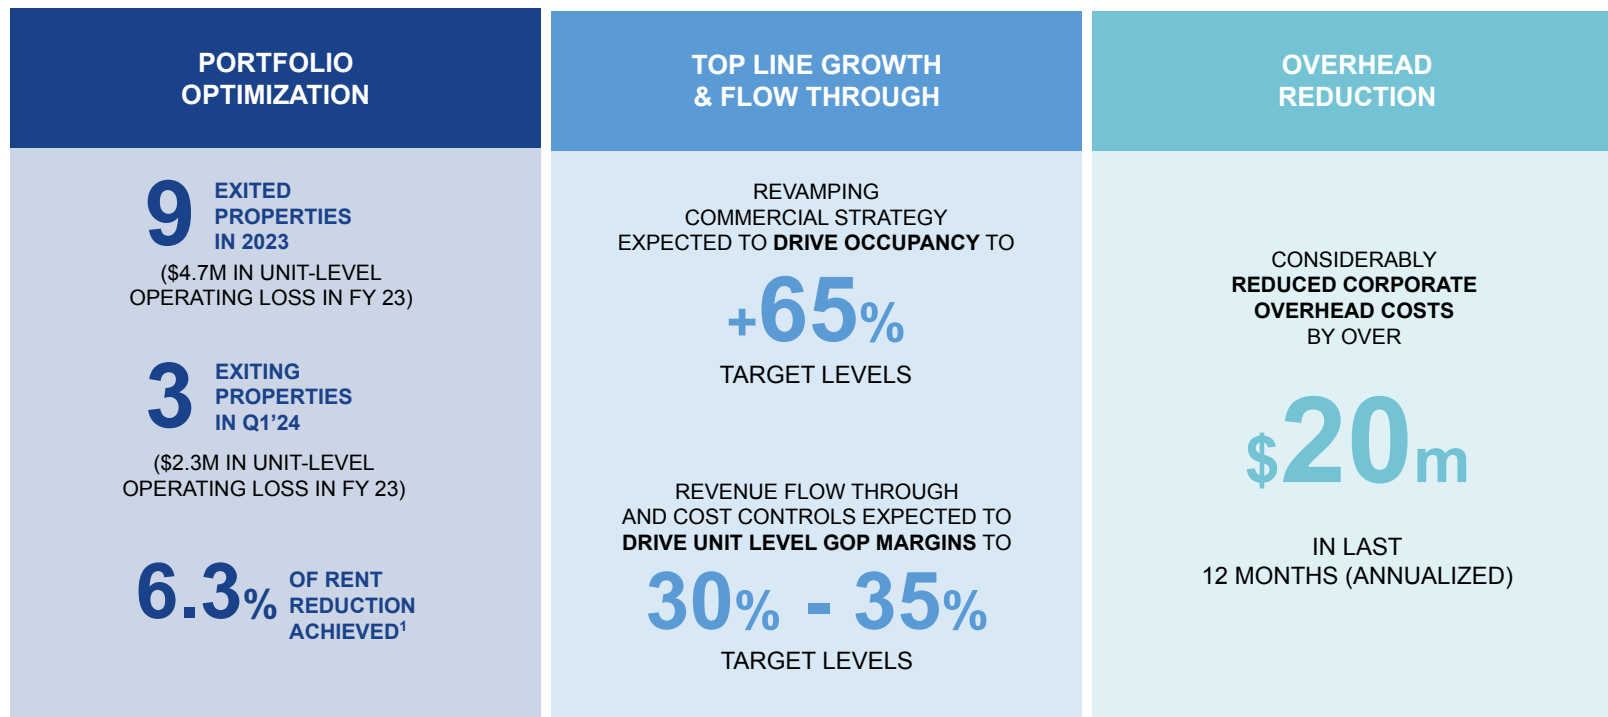 PORTFOLIO
OPTIMIZATION
9 EXITED
PROPERTIES
IN 2023
($4.7M IN UNIT-LEVEL
OPERATING LOSS IN FY 23)
3 EXITING
PROPERTIES
IN Q1’24
($2.3M IN UNIT-LEVEL
OPERATING LOSS IN FY 23)
6.3% OF RENT
REDUCTION
ACHIEVED¹
TOP LINE GROWTH
& FLOW THROUGH
REVAMPING
COMMERCIAL STRATEGY
EXPECTED TO DRIVE OCCUPANCY TO
+65%
TARGET LEVELS
REVENUE FLOW THROUGH
AND COST CONTROLS EXPECTED TO
DRIVE UNIT LEVEL GOP MARGINS TO
30% - 35%
TARGET LEVELS
OVERHEAD
REDUCTION
CONSIDERABLY
REDUCED CORPORATE
OVERHEAD COSTS
BY OVER
$20m
IN LAST
12 MONTHS (ANNUALIZED)